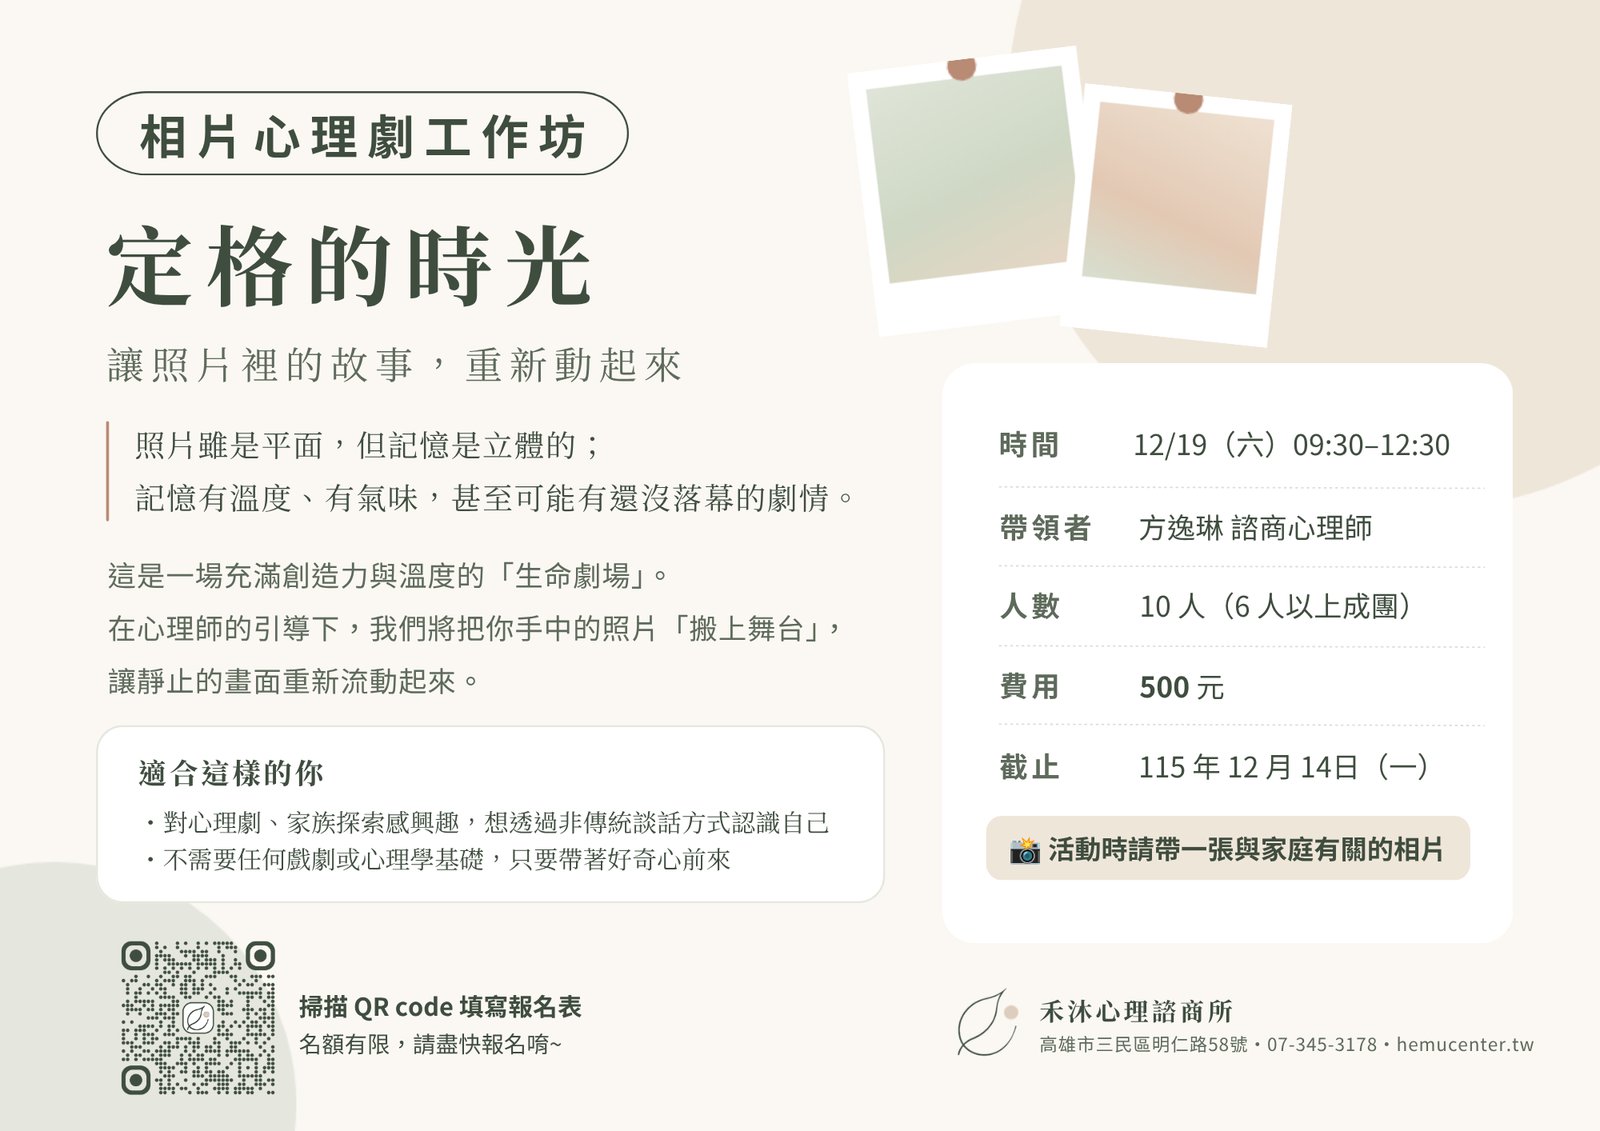 相片心理劇工作坊
定格的時光
讓照片裡的故事，重新動起來
照片雖是平面，但記憶是立體的；
記憶有溫度、有氣味，甚至可能有還沒落幕的劇情。
這是一場充滿創造力與溫度的「生命劇場」。
在心理師的引導下，我們將把你手中的照片「搬上舞台」，
讓靜止的畫面重新流動起來。
適合這樣的你
・對心理劇、家族探索感興趣，想透過非傳統談話方式認識自己
・不需要任何戲劇或心理學基礎，只要帶著好奇心前來
掃描 QR code 填寫報名表
名額有限，請盡快報名唷~
時間 12/19（六）09:30–12:30
帶領者 方逸琳 諮商心理師
人數 10 人（6 人以上成團）
費用 500 元
截止 115 年 12 月 14日（一）
📸 活動時請帶一張與家庭有關的相片
禾沐心理諮商所
高雄市三民區明仁路58號・07-345-3178・hemucenter.tw